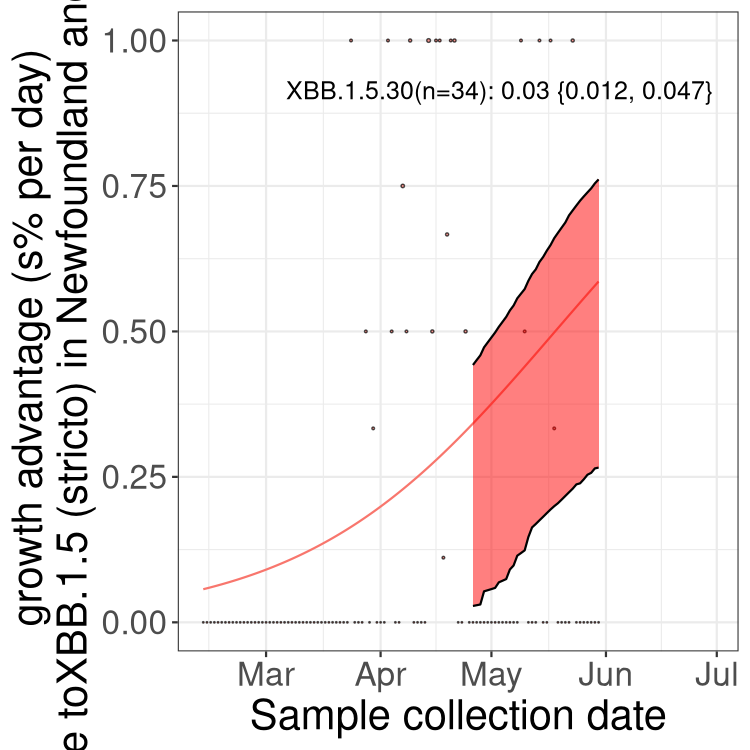 growth advantage (s% per day)
e toXBB.1.5 (stricto) in Newfoundland and
1.00
0.75
0.50
0.25
0.00
XBB.1.5.30(n=34): 0.03 {0.012, 0.047}
Mar Apr May Jun Jul
Sample collection date